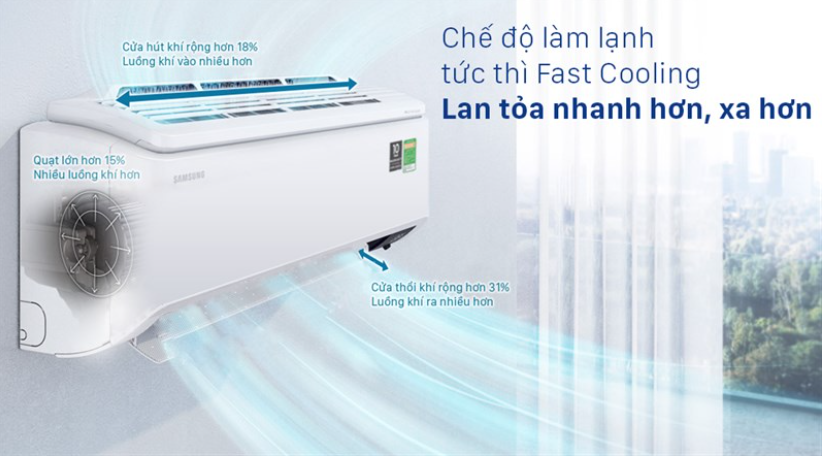 Chế độ làm lạnh
tức thì Fast Cooling
Lan tỏa nhanh hơn, xa hơn
Cửa hút khí rộng hơn 18%
Luồng khí vào nhiều hơn
Quạt lớn hơn 15%
Nhiều luồng khí hơn
SAMSUNG
10
Cửa thổi khí rộng hơn 31%
Luồng khí ra nhiều hơn